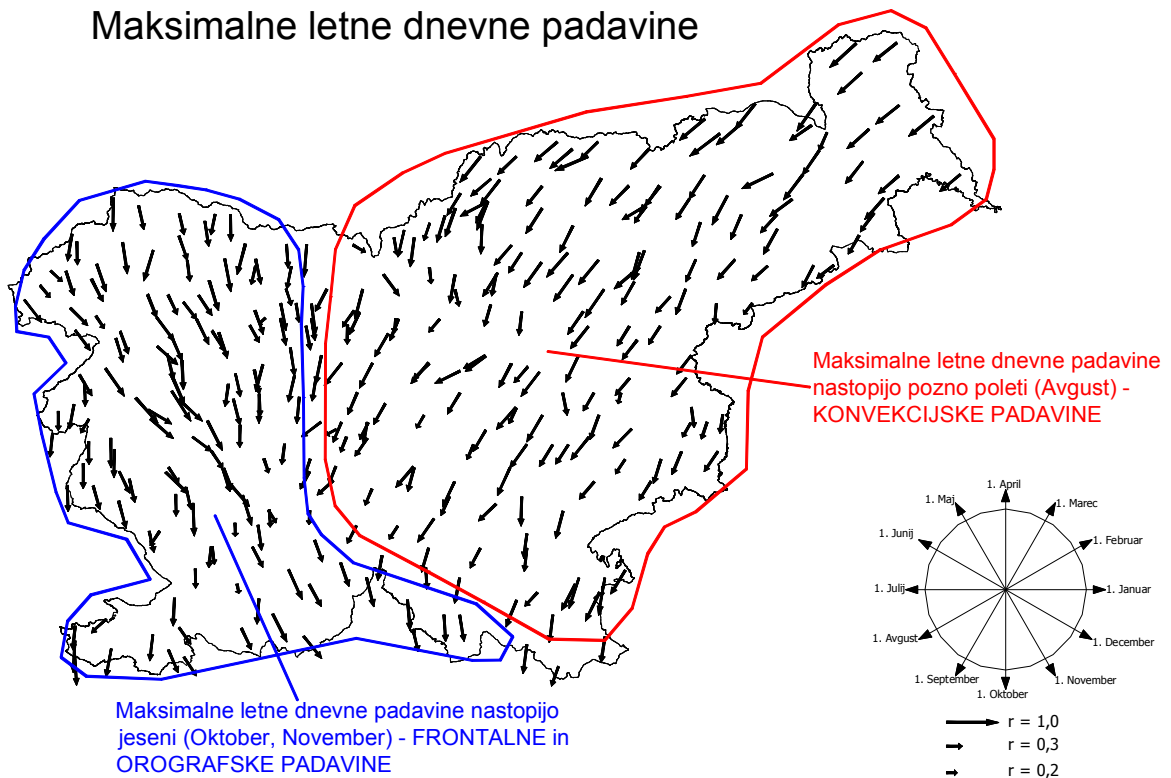 Maksimalne letne dnevne padavine
Maksimalne letne dnevne padavine
nastopijo pozno poleti (Avgust) -
KONVEKCIJSKE PADAVINE
1. April
1. Marec
1. Februar
1. Januar
1. December
1. November
1. Oktober
1. September
1. Avgust
1. Julij
1. Junij
1. Maj
r = 1,0
r = 0,3
r = 0,2
Maksimalne letne dnevne padavine nastopijo
jeseni (Oktober, November) - FRONTALNE in
OROGRAFSKE PADAVINE